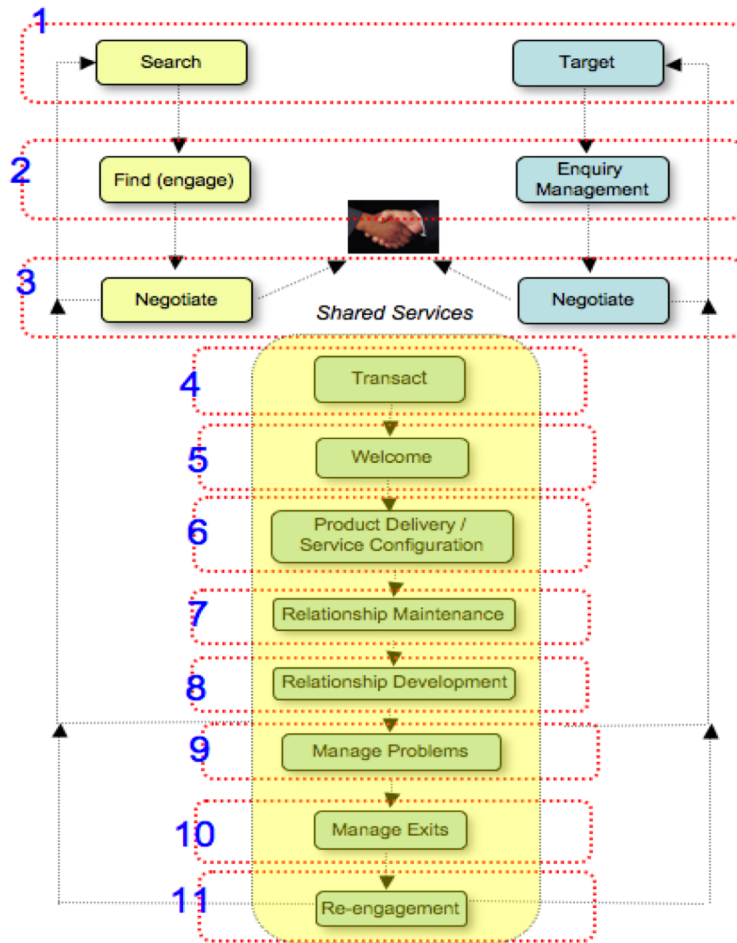 1
Search
Target
2
Find (engage)
Enquiry
Management
3
Negotiate
Negotiate
Shared Services
4
Transact
5
Welcome
6
Product Delivery /
Service Configuration
7
Relationship Maintenance
8
Relationship Development
9
Manage Problems
10
Manage Exits
11
Re-engagement